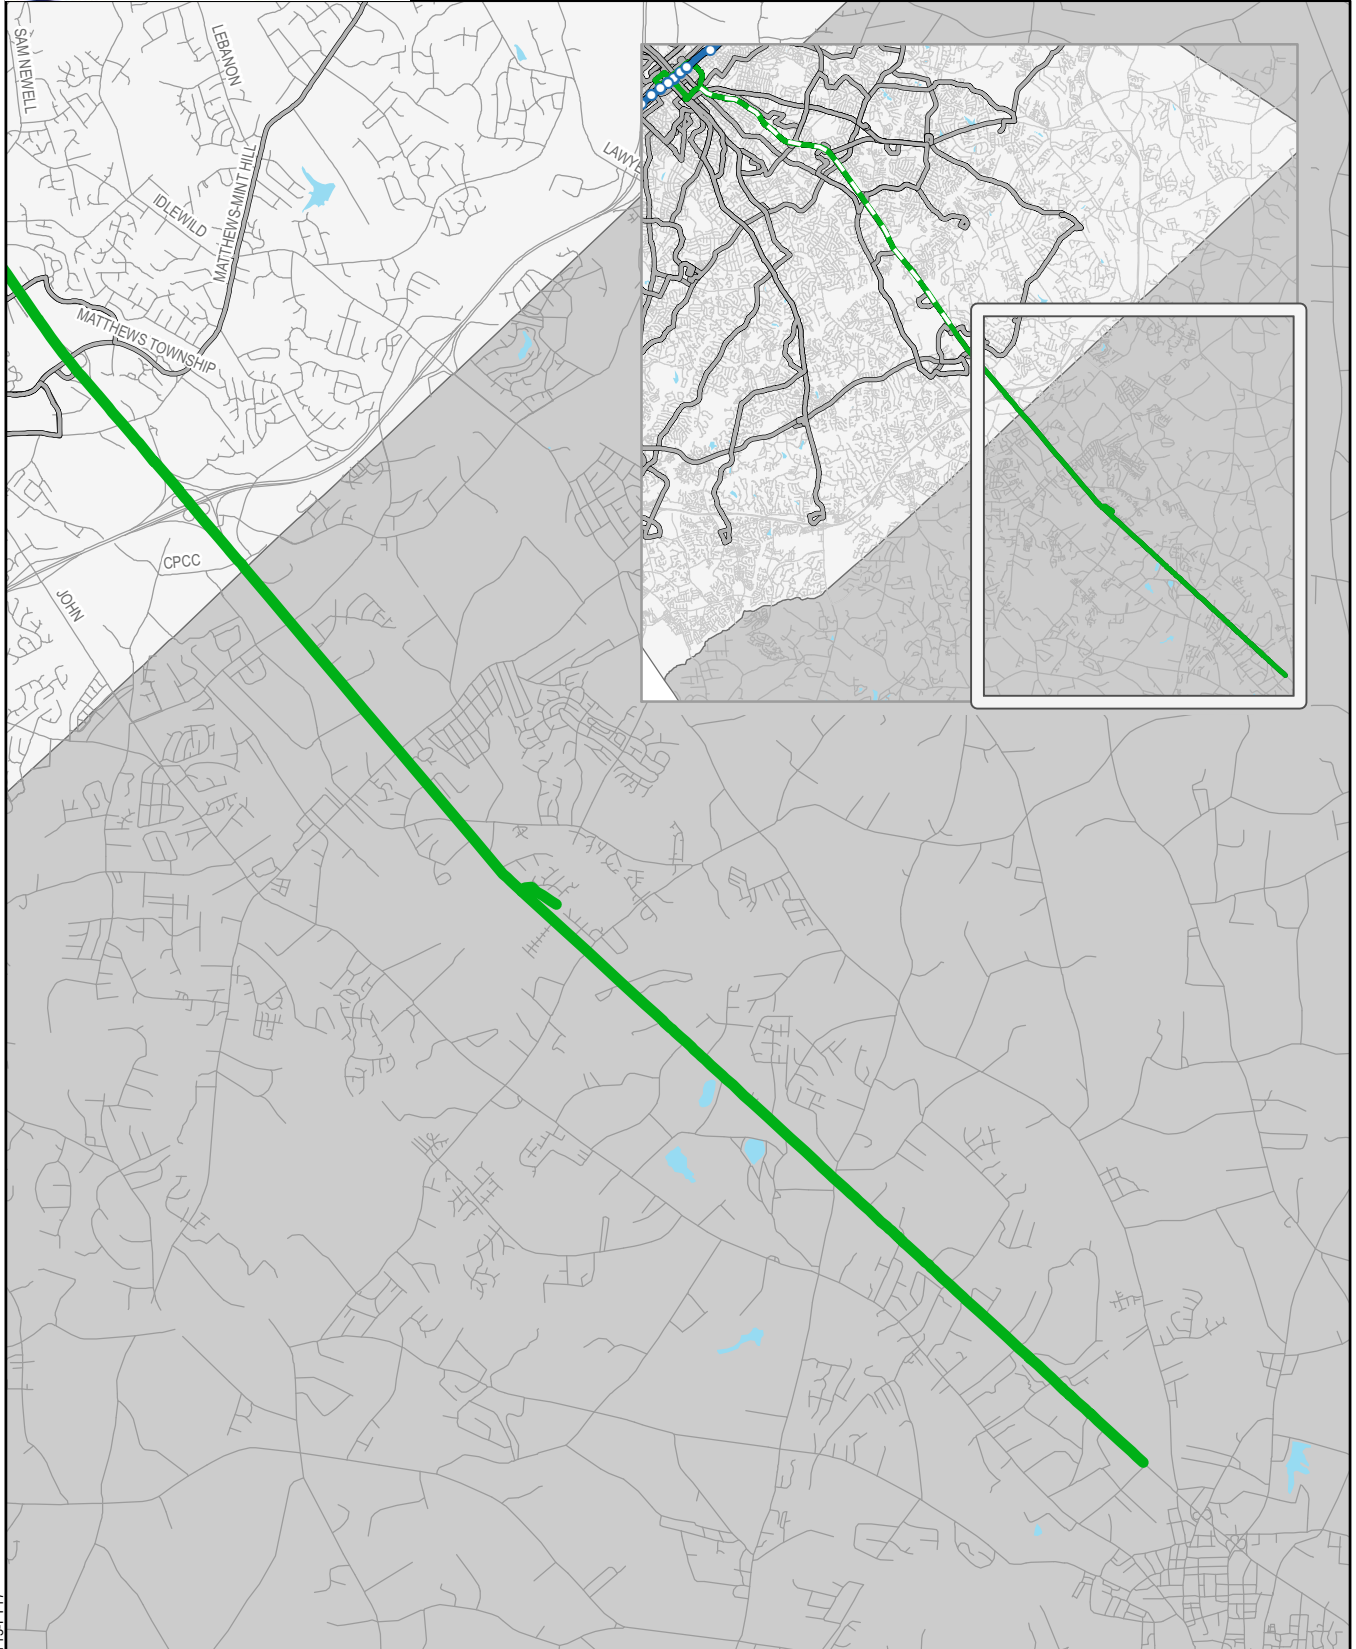 SAM NEWELL
LEBANON
LAWYE
IDLEWILD
MATTHEWS-MINT HILL
MATTHEWS TOWNSHIP
CPCC
JOHN